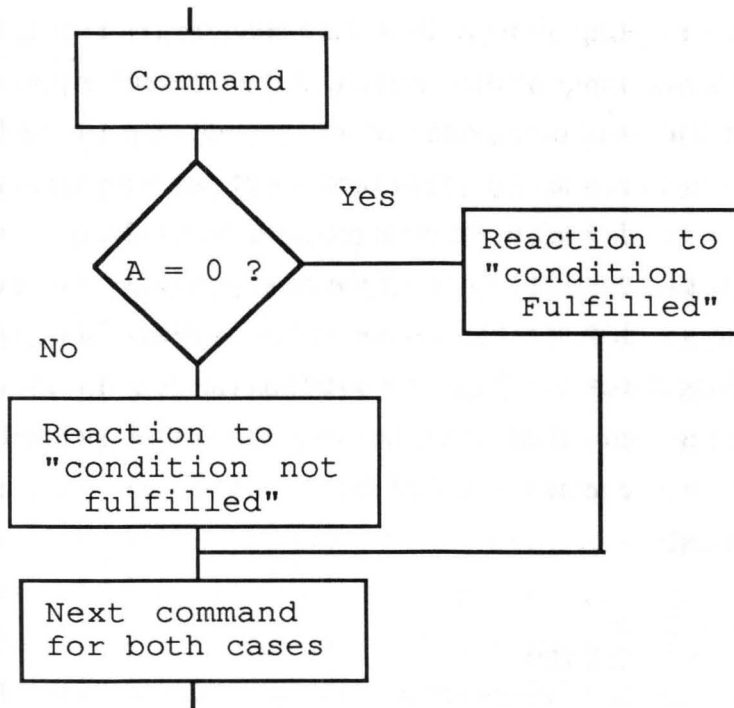 Command
Yes
A = 0 ?
Reaction to
"condition
Fulfilled"
No
Reaction to
"condition not
fulfilled"
Next command
for both cases